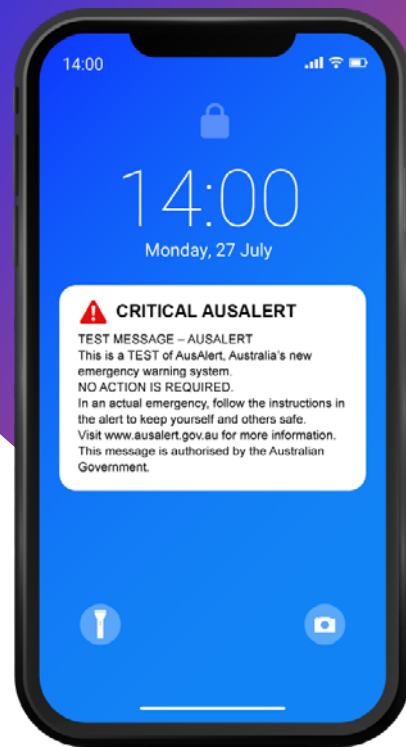 14:00
14:00
Monday, 27 July
CRITICAL AUSALERT
TEST MESSAGE – AUSALERT
This is a TEST of AusAlert, Australia's new
emergency warning system.
NO ACTION IS REQUIRED.
In an actual emergency, follow the instructions in
the alert to keep yourself and others safe.
Visit www.ausalert.gov.au for more information.
This message is authorised by the Australian
Government.